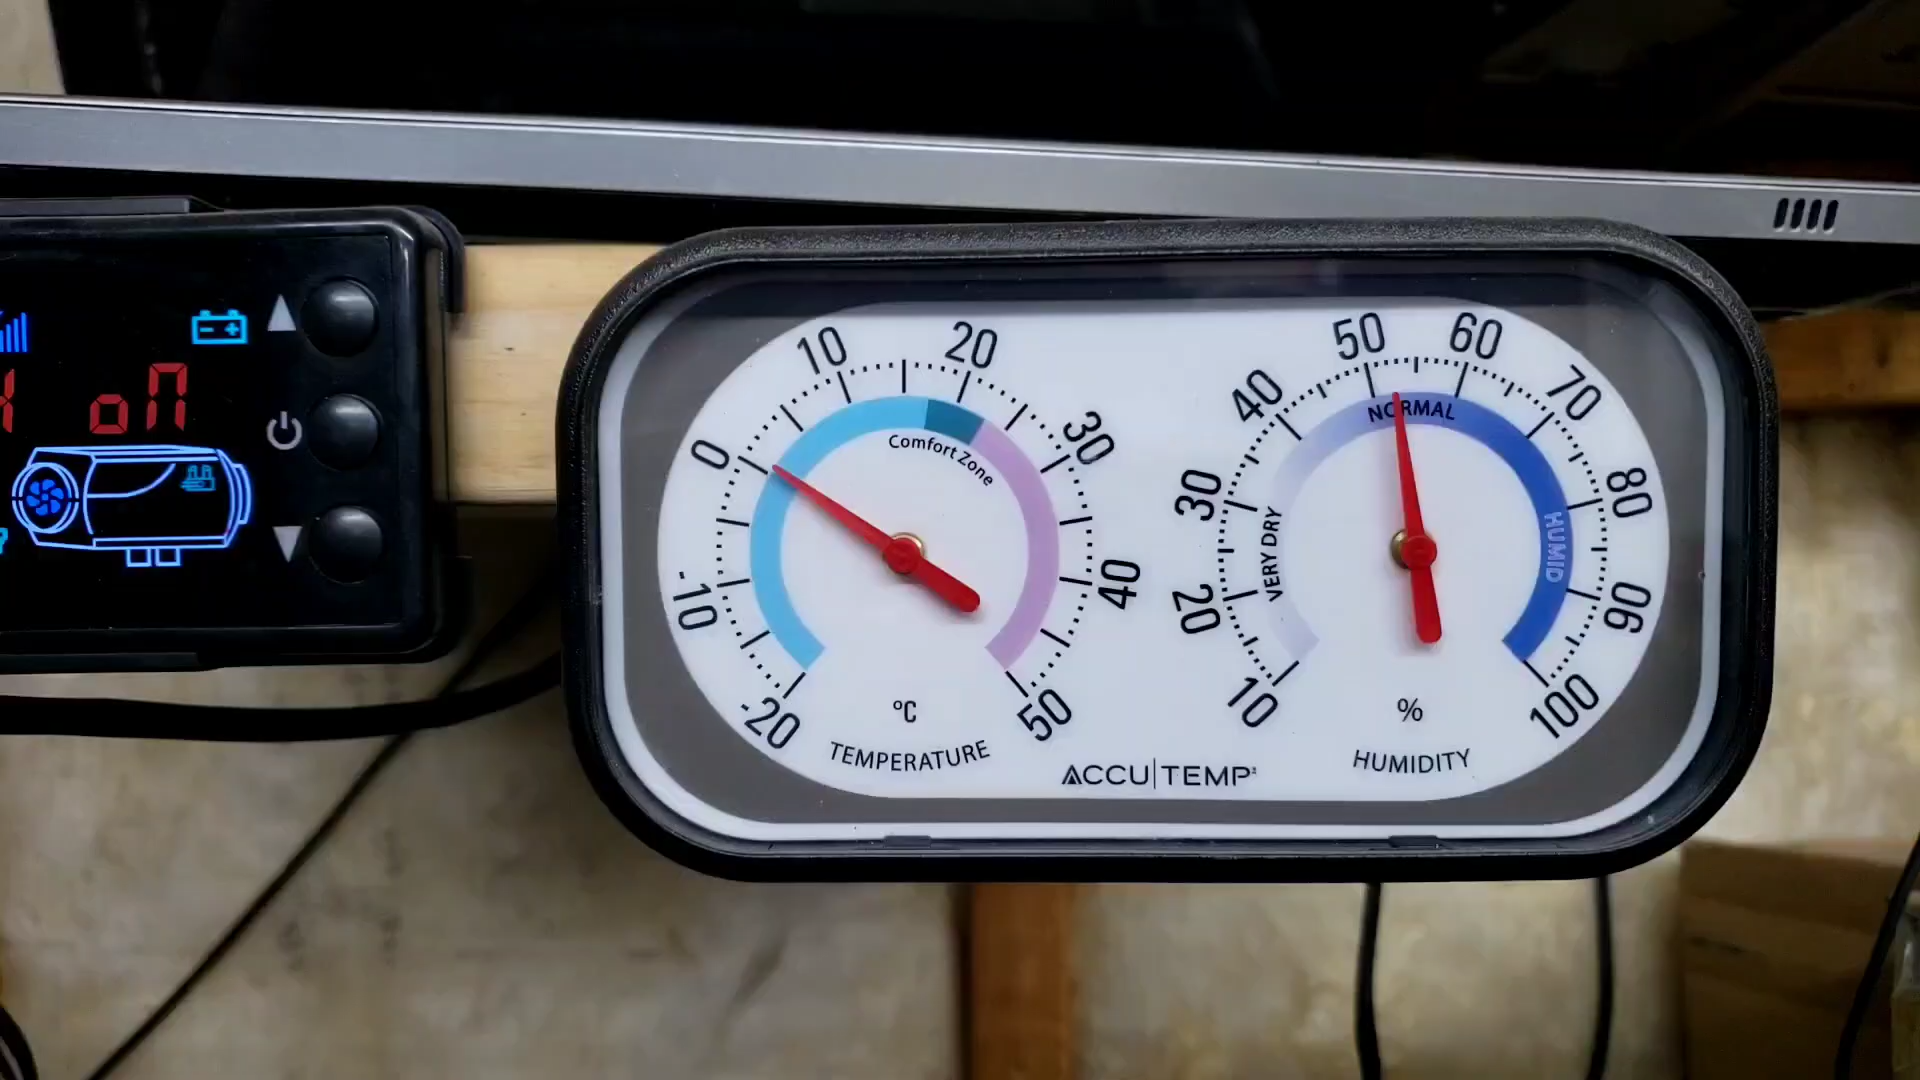 on
10
20
0
30
Comfort Zone
-10
40
-20
50
°C
TEMPERATURE
50
60
40
70
NORMAL
30
80
VERY DRY
HUMID
20
90
10
100
%
HUMIDITY
ACCU|TEMP